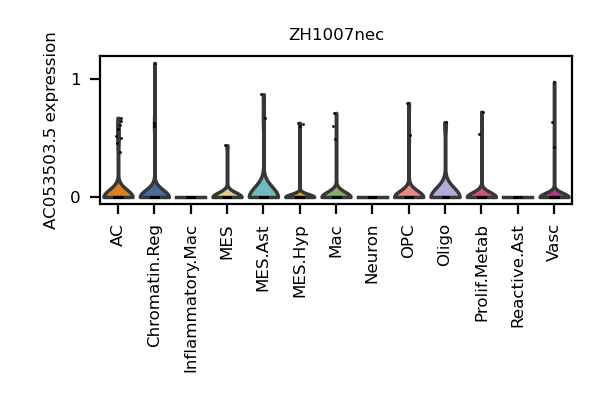 ZH1007nec
AC053503.5 expression
1
0
AC
Chromatin.Reg
Inflammatory.Mac
MES
MES.Ast
MES.Hyp
Mac
Neuron
OPC
Oligo
Prolif.Metab
Reactive.Ast
Vasc